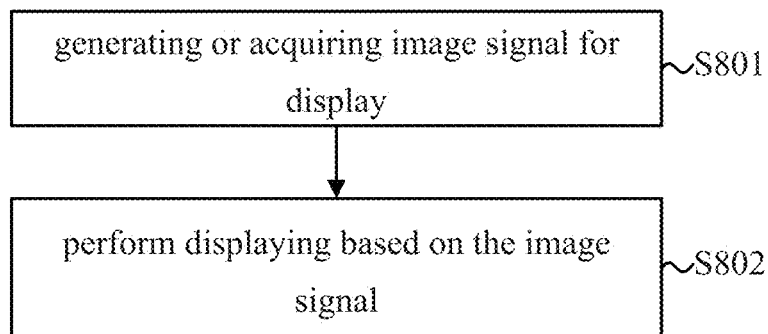 generating or acquiring image signal for
display
S801
perform displaying based on the image
signal
S802